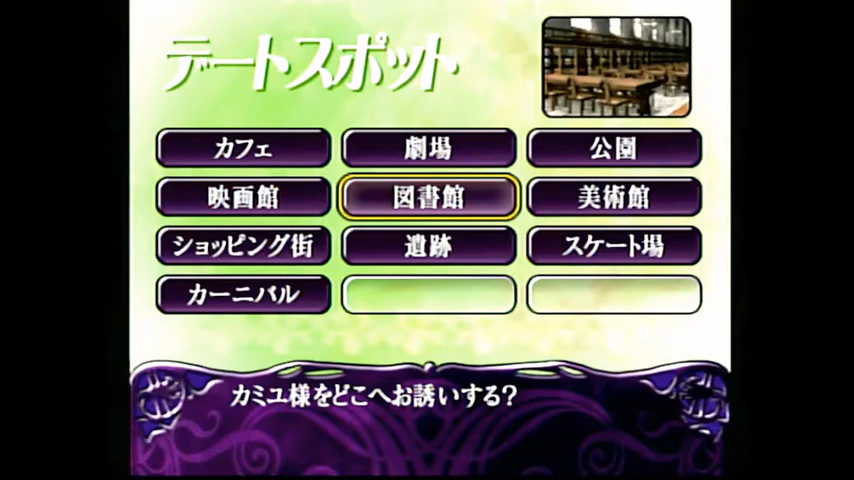 デートスポット
カフェ
劇場
公園
映画館
図書館
美術館
ショッピング街
遺跡
スケート場
カーニバル
カミユ様をどこへお誘いする?